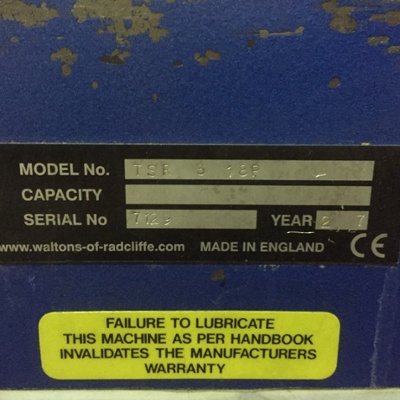 MODEL No.
CAPACITY
SERIAL No YEAR
www.waltons-of-radcliffe.com MADE IN ENGLAND CE
FAILURE TO LUBRICATE
THIS MACHINE AS PER HANDBOOK
INVALIDATES THE MANUFACTURERS
WARRANTY